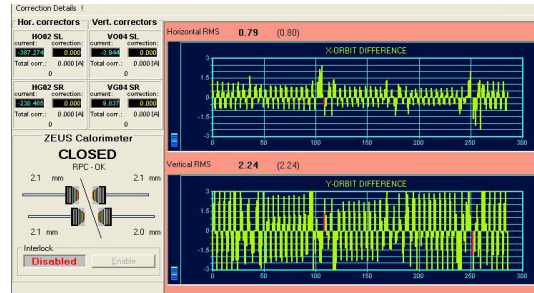 Correction Details !
Hor. correctors Vert. correctors
HO02 SL VO04 SL
current: correction: current: correction:
-387.274 0.000 -3.944 0.000
Total corr.: 0.000 [A] Total corr.: 0.000 [A]
0 0
HG02 SR VG04 SR
current: correction: current: correction:
-230.405 0.000 9.837 0.000
Total corr.: 0.000 [A] Total corr.: 0.000 [A]
0 0
ZEUS Calorimeter
CLOSED
RPC - OK
2.1 mm 2.1 mm
2.1 mm 2.0 mm
Interlock
Disabled Enable
Horizontal RMS 0.79 (0.80)
X-ORBIT DIFFERENCE
3
1.5
0
-1.5
-3
0 50 100 150 200 250 300
Vertical RMS 2.24 (2.24)
Y-ORBIT DIFFERENCE
3
1.5
0
-1.5
-3
0 50 100 150 200 250 300